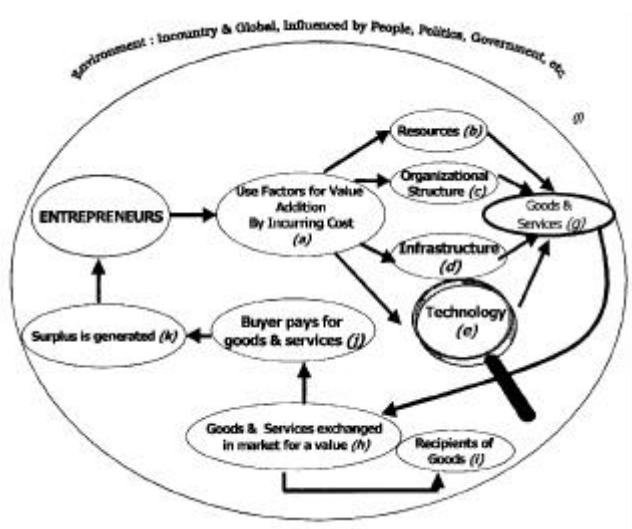 Environment : Incountry & Global, Influenced by People, Politics, Government, etc
(l)
Resources (b)
Organizational
Structure (c)
Use Factors for Value
Addition
By Incurring Cost
(a)
ENTREPRENEURS
Goods &
Services (g)
Infrastructure
(d)
Technology
(e)
Buyer pays for
goods & services (j)
Surplus is generated (k)
Goods & Services exchanged
in market for a value (h)
Recipients of
Goods (i)